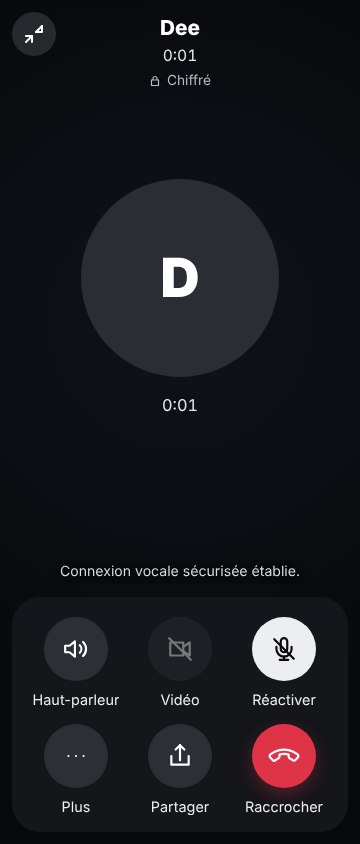 Dee
0:01
Chiffré
D
0:01
Connexion vocale sécurisée établie.
Haut-parleur Vidéo Réactiver
Plus Partager Raccrocher